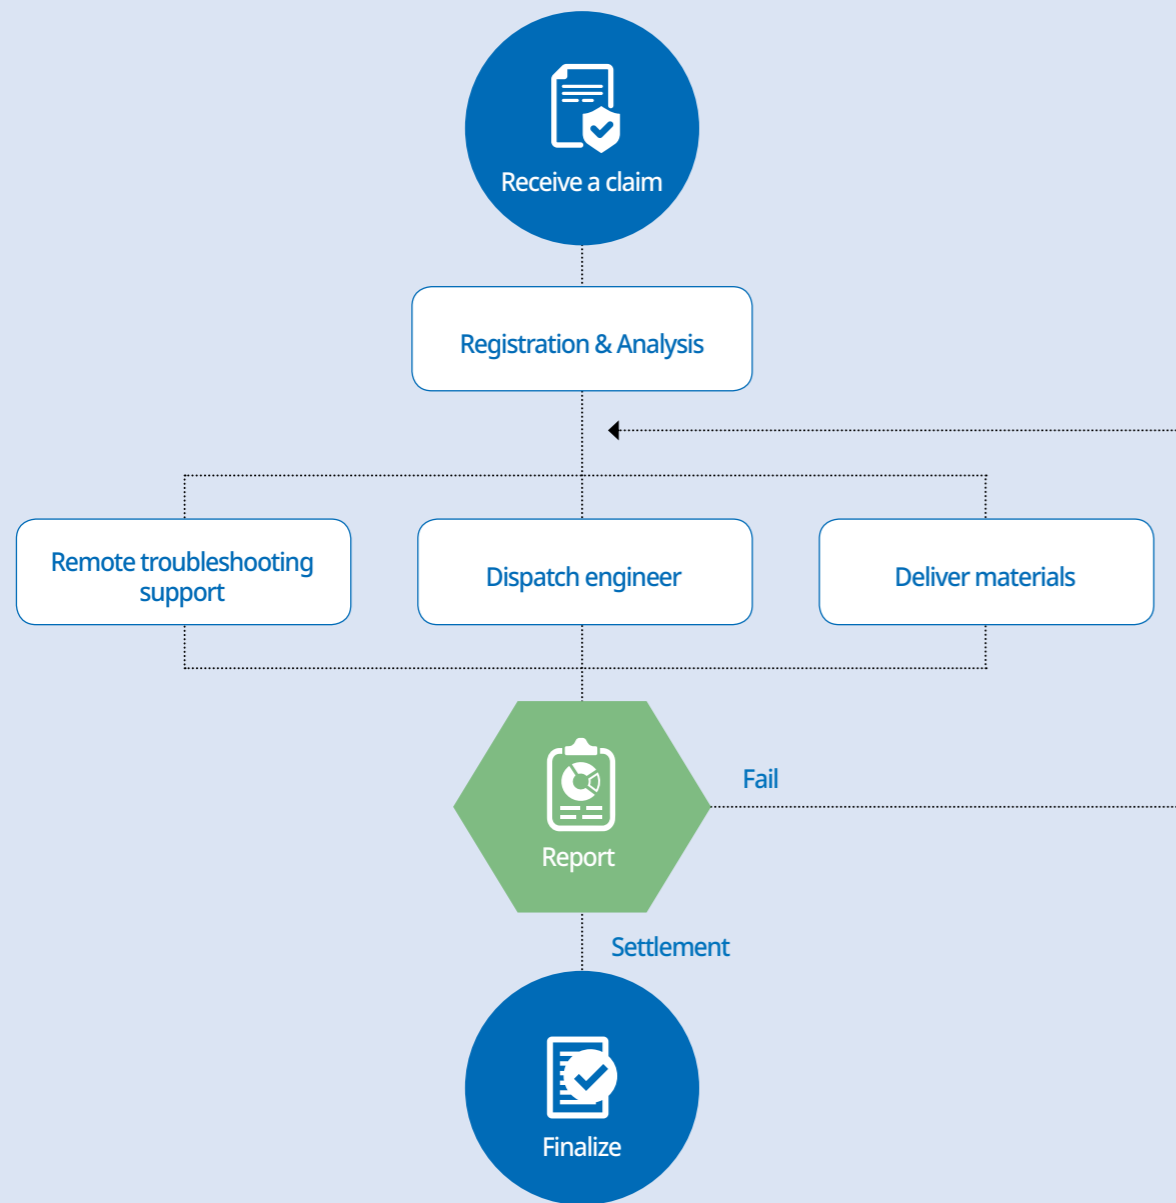 Receive a claim
Registration & Analysis
Remote troubleshooting
support
Dispatch engineer
Deliver materials
Fail
Report
Settlement
Finalize